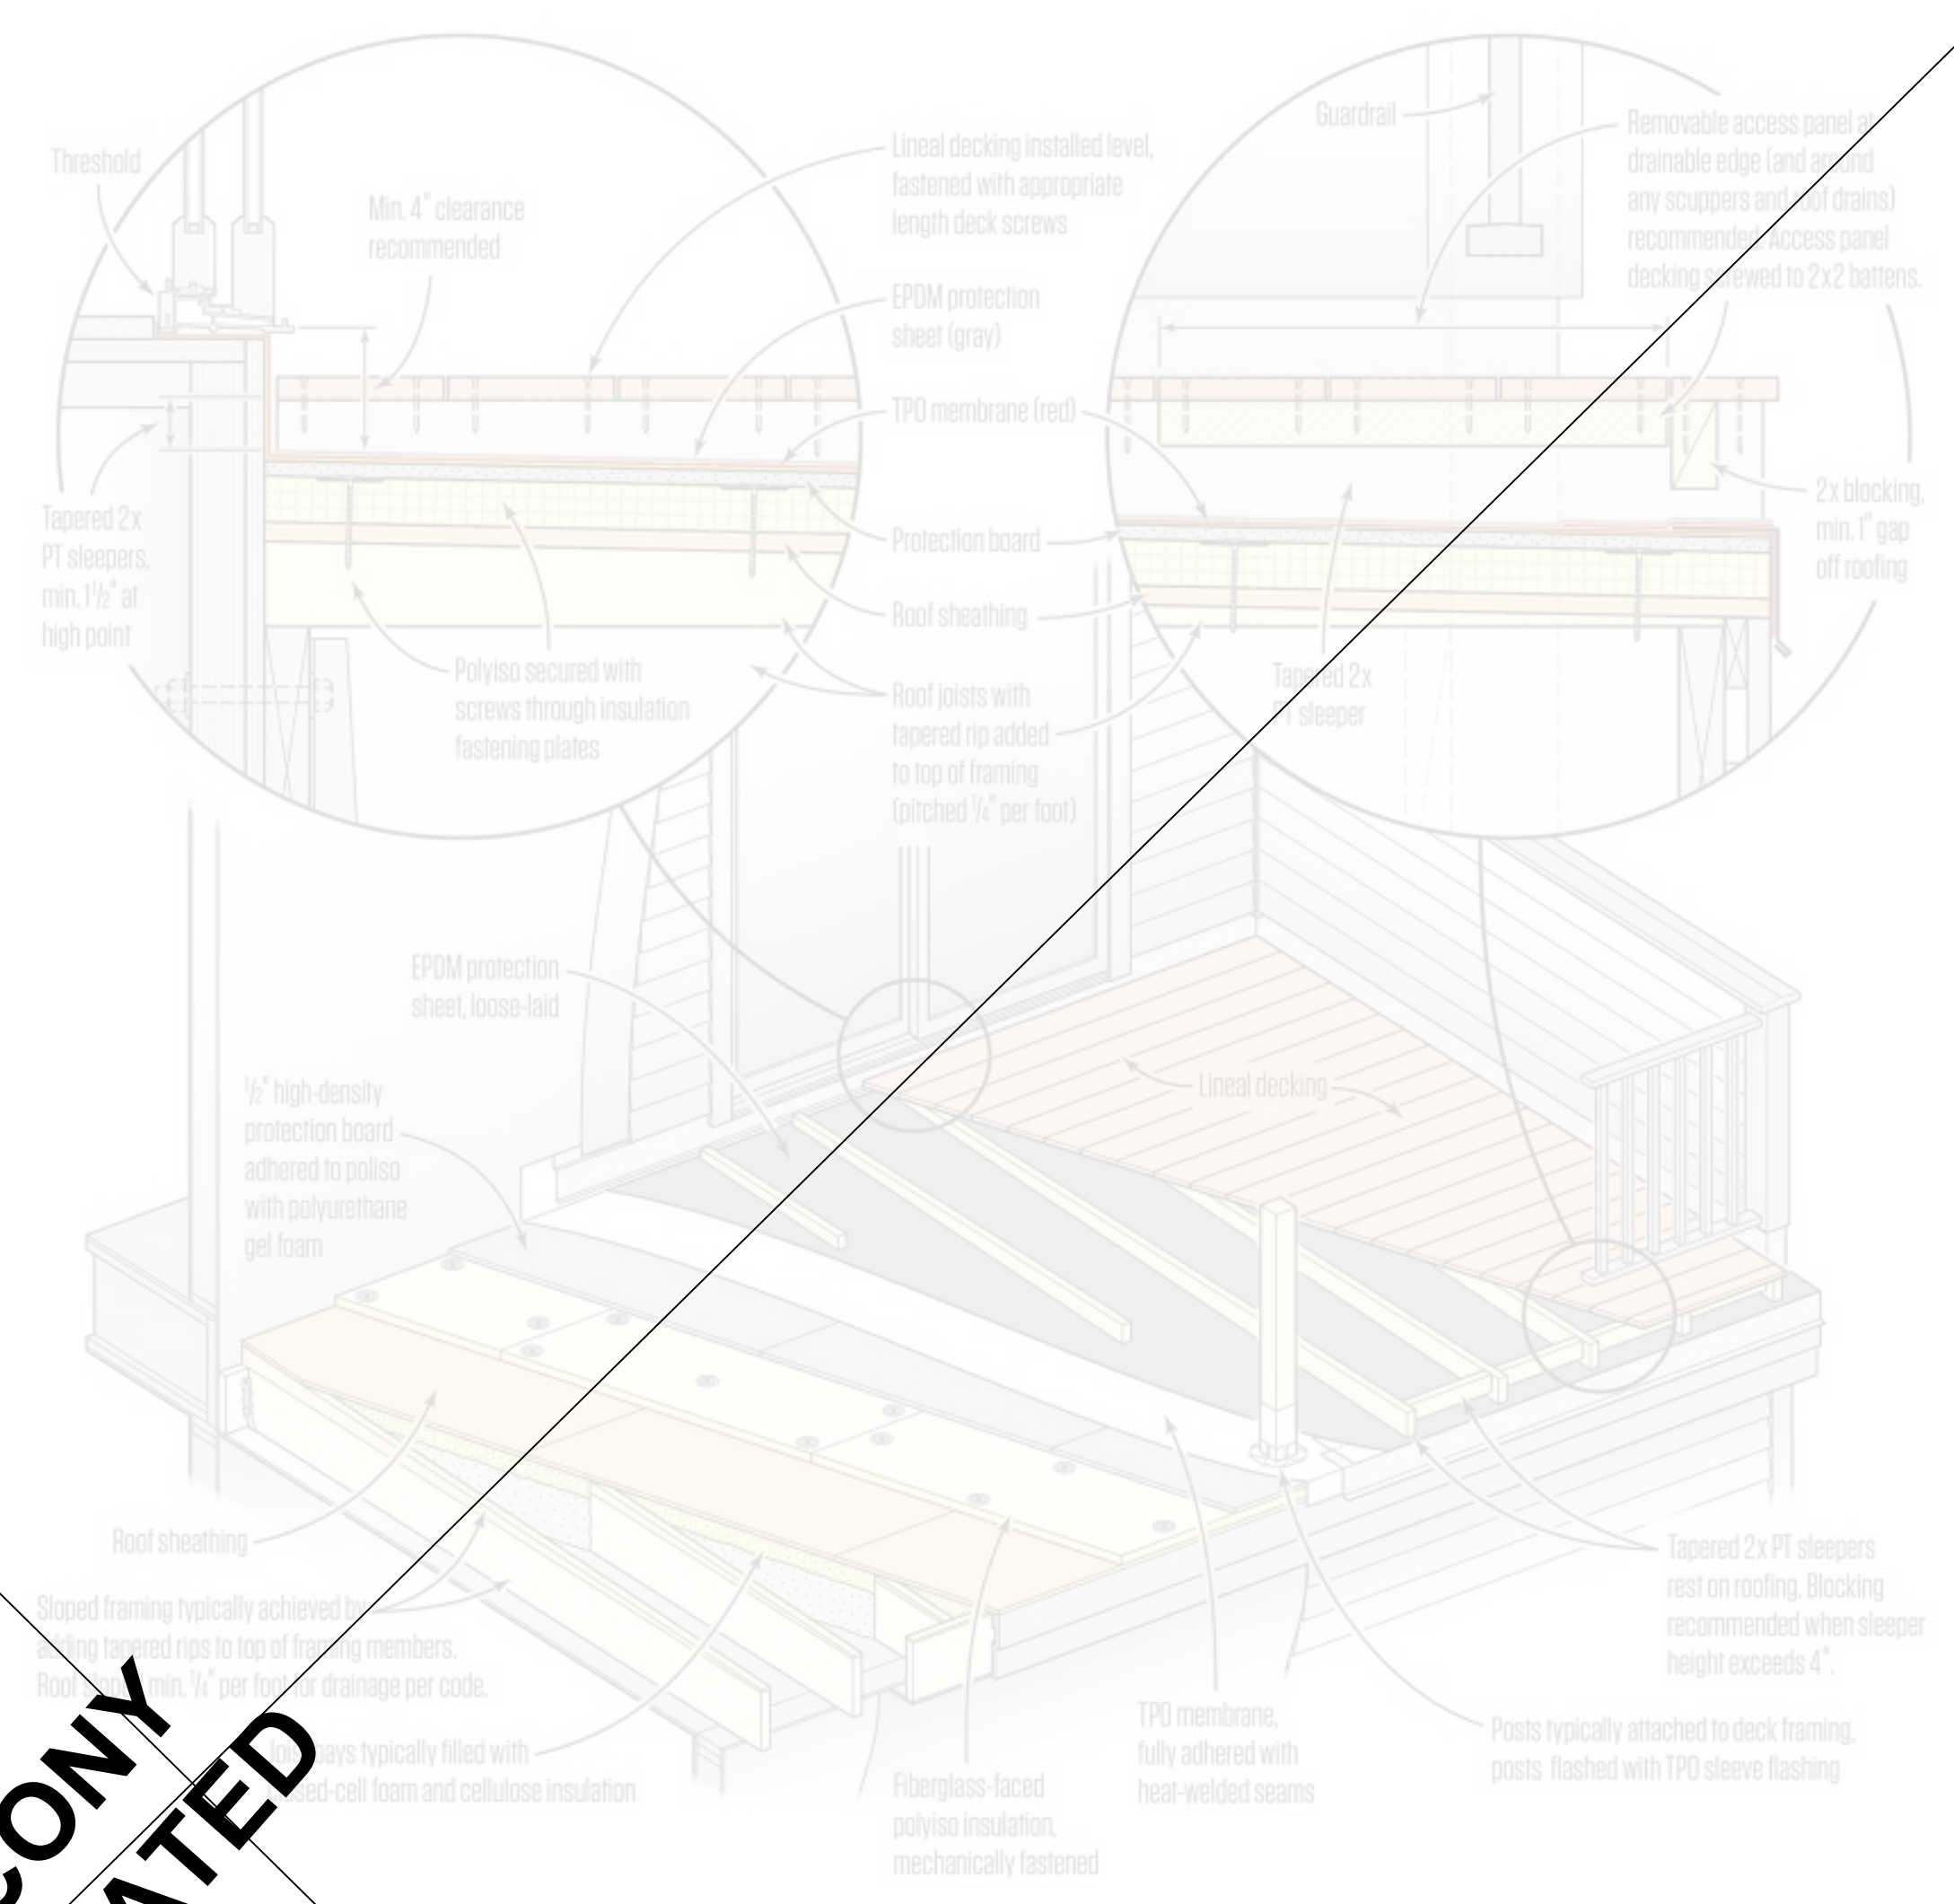 Threshold
Min. 4" clearance
recommended
Lineal decking installed level,
fastened with appropriate
length deck screws
EPDM protection
sheet (gray)
TPO membrane (red)
Protection board
Roof sheathing
Roof joists with
tapered rip added
to top of framing
(pitched 1/4" per foot)
Tapered 2x
PT sleepers,
min. 1 1/2" at
high point
Polyiso secured with
screws through insulation
fastening plates
Guardrail
Removable access panel at
drainable edge (and around
any scuppers and roof drains)
recommended. Access panel
decking screwed to 2x2 battens.
2x blocking,
min. 1" gap
off roofing
Tapered 2x
PT sleeper
EPDM protection
sheet, loose-laid
1/2" high-density
protection board
adhered to poliso
with polyurethane
gel foam
Lineal decking
Roof sheathing
Sloped framing typically achieved by
adding tapered rips to top of framing members.
Roof sloped min. 1/4" per foot for drainage per code.
Joist bays typically filled with
closed-cell foam and cellulose insulation
Fiberglass-faced
polyiso insulation,
mechanically fastened
TPO membrane,
fully adhered with
heat-welded seams
Posts typically attached to deck framing,
posts flashed with TPO sleeve flashing
Tapered 2x PT sleepers
rest on roofing. Blocking
recommended when sleeper
height exceeds 4".
CONY
ATED